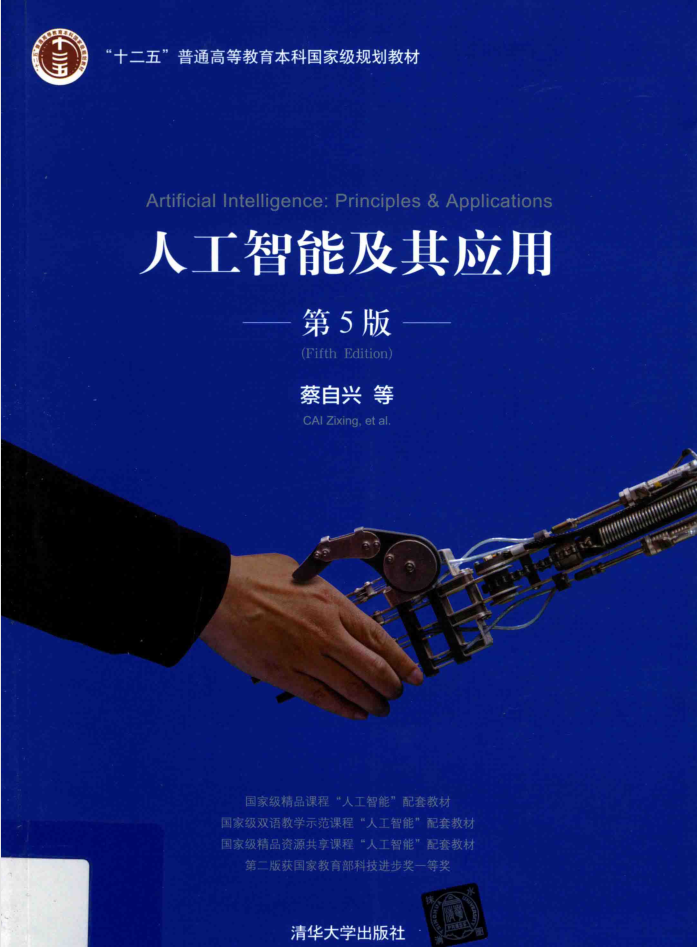 “十二五”普通高等教育本科国家级规划教材
Artificial Intelligence: Principles & Applications
人工智能及其应用
第5版
(Fifth Edition)
蔡自兴 等
CAI Zixing, et al.
国家级精品课程“人工智能”配套教材
国家级双语教学示范课程“人工智能”配套教材
国家级精品资源共享课程“人工智能”配套教材
第二版获国家教育部科技进步奖一等奖
清华大学出版社